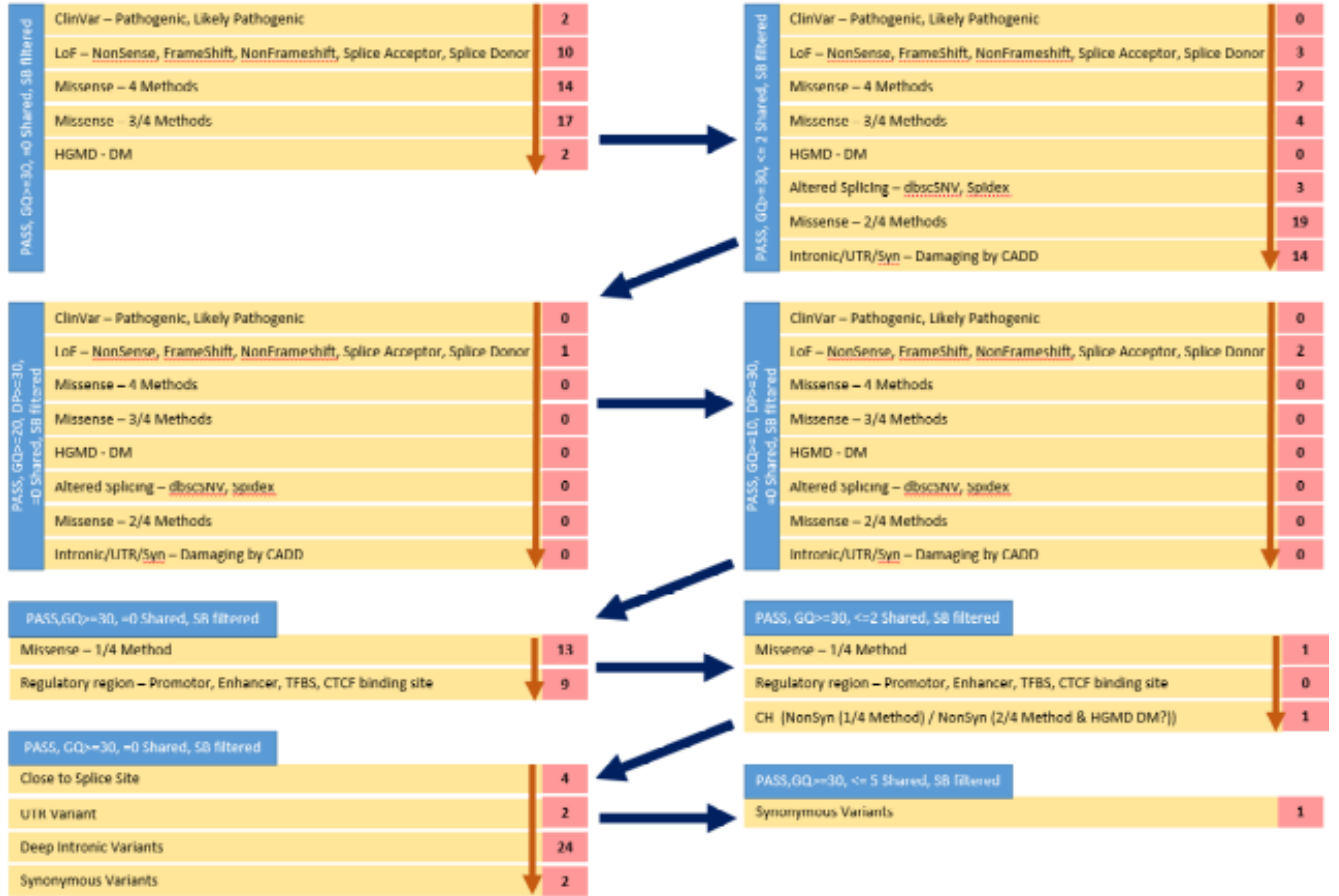 PASS, GQ>=30, =0 Shared, SB filtered
ClinVar – Pathogenic, Likely Pathogenic 2
LoF – NonSense, FrameShift, NonFrameshift, Splice Acceptor, Splice Donor 10
Missense – 4 Methods 14
Missense – 3/4 Methods 17
HGMD - DM 2
PASS, GQ>=30, <= 2 Shared, SB filtered
ClinVar – Pathogenic, Likely Pathogenic 0
LoF – NonSense, FrameShift, NonFrameshift, Splice Acceptor, Splice Donor 3
Missense – 4 Methods 2
Missense – 3/4 Methods 4
HGMD - DM 0
Altered Splicing – dbscSNV, Spidex 3
Missense – 2/4 Methods 19
Intronic/UTR/Syn – Damaging by CADD 14
PASS, GQ>=20, DP>=30,
=0 Shared, SB filtered
ClinVar – Pathogenic, Likely Pathogenic 0
LoF – NonSense, FrameShift, NonFrameshift, Splice Acceptor, Splice Donor 1
Missense – 4 Methods 0
Missense – 3/4 Methods 0
HGMD - DM 0
Altered Splicing – dbscSNV, Spidex 0
Missense – 2/4 Methods 0
Intronic/UTR/Syn – Damaging by CADD 0
PASS, GQ>=10, DP>=30,
=0 Shared, SB filtered
ClinVar – Pathogenic, Likely Pathogenic 0
LoF – NonSense, FrameShift, NonFrameshift, Splice Acceptor, Splice Donor 2
Missense – 4 Methods 0
Missense – 3/4 Methods 0
HGMD - DM 0
Altered Splicing – dbscSNV, Spidex 0
Missense – 2/4 Methods 0
Intronic/UTR/Syn – Damaging by CADD 0
PASS,GQ>=30, =0 Shared, SB filtered
Missense – 1/4 Method 13
Regulatory region – Promotor, Enhancer, TFBS, CTCF binding site 9
PASS, GQ>=30, <=2 Shared, SB filtered
Missense – 1/4 Method 1
Regulatory region – Promotor, Enhancer, TFBS, CTCF binding site 0
CH (NonSyn (1/4 Method) / NonSyn (2/4 Method & HGMD DM?)) 1
PASS, GQ>=30, =0 Shared, SB filtered
Close to Splice Site 4
UTR Variant 2
Deep Intronic Variants 24
Synonymous Variants 2
PASS,GQ>=30, <= 5 Shared, SB filtered
Synonymous Variants 1